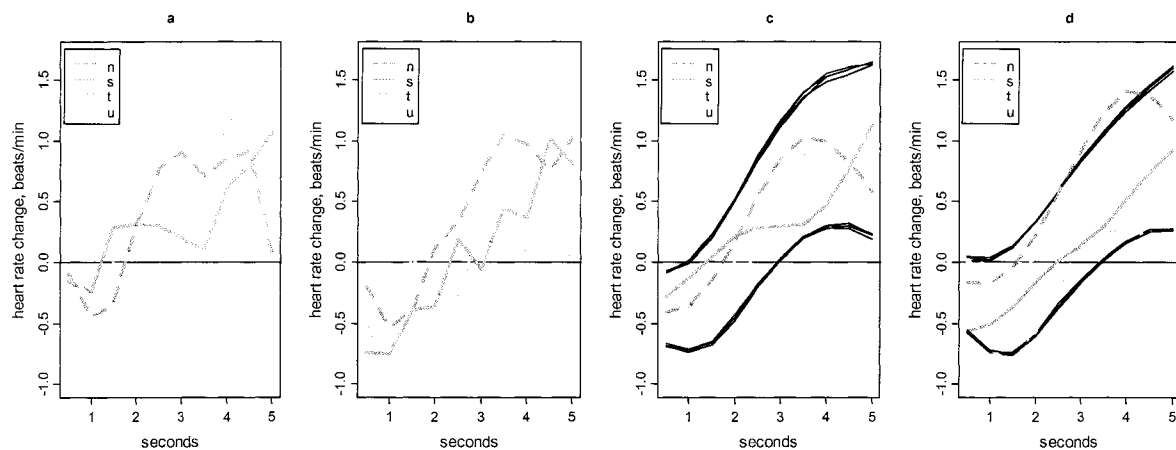 a
heart rate change, beats/min
-1.0 -0.5 0.0 0.5 1.0 1.5
n
s
t
u
1 2 3 4 5
seconds
b
heart rate change, beats/min
-1.0 -0.5 0.0 0.5 1.0 1.5
n
s
t
u
1 2 3 4 5
seconds
c
heart rate change, beats/min
-1.0 -0.5 0.0 0.5 1.0 1.5
n
s
t
u
1 2 3 4 5
seconds
d
heart rate change, beats/min
-1.0 -0.5 0.0 0.5 1.0 1.5
n
s
t
u
1 2 3 4 5
seconds